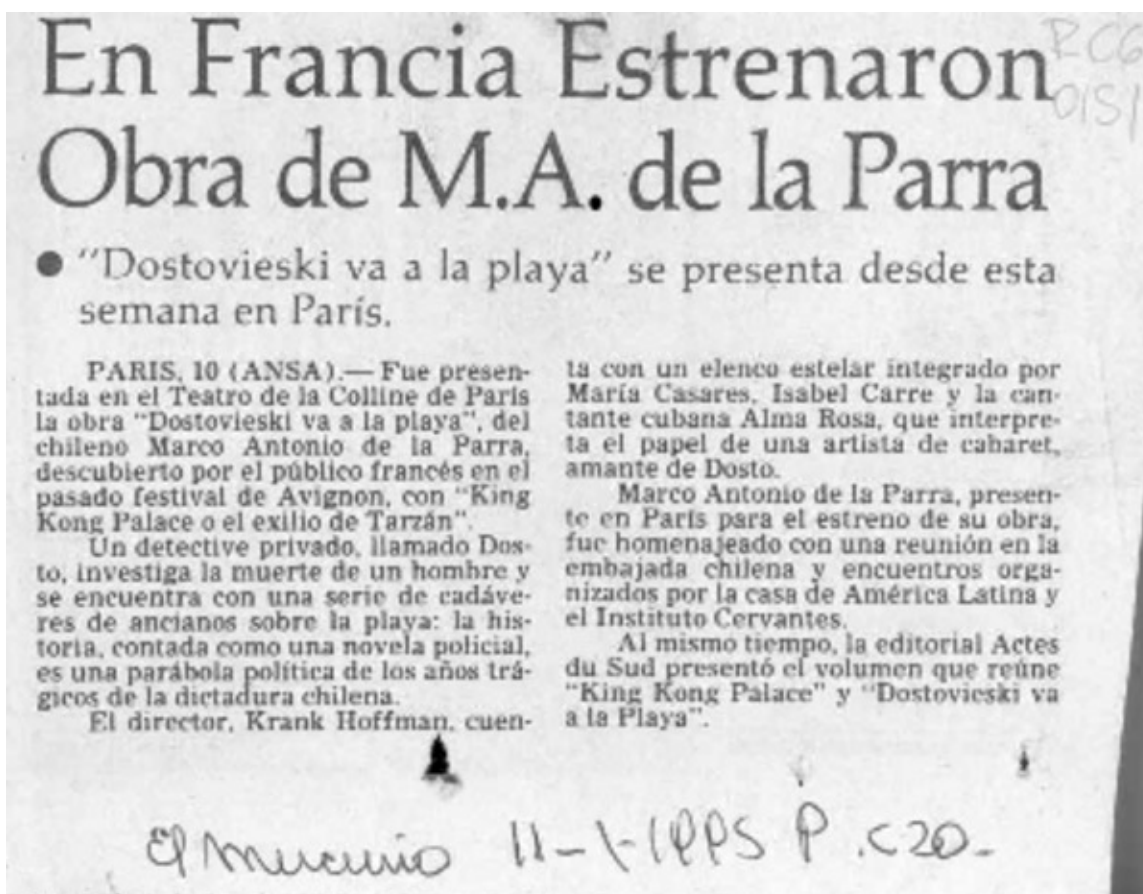 En Francia Estrenaron
Obra de M.A. de la Parra
● "Dostovieski va a la playa" se presenta desde esta
semana en París.
PARIS, 10 (ANSA).— Fue presen-
tada en el Teatro de la Colline de París
la obra "Dostovieski va a la playa", del
chileno Marco Antonio de la Parra,
descubierto por el público francés en el
pasado festival de Avignon, con "King
Kong Palace o el exilio de Tarzán".
Un detective privado, llamado Dos-
to, investiga la muerte de un hombre y
se encuentra con una serie de cadáve-
res de ancianos sobre la playa: la his-
toria, contada como una novela policial,
es una parábola política de los años trá-
gicos de la dictadura chilena.
El director, Krank Hoffman, cuen-
ta con un elenco estelar integrado por
María Casares, Isabel Carre y la can-
tante cubana Alma Rosa, que interpre-
ta el papel de una artista de cabaret,
amante de Dosto.
Marco Antonio de la Parra, presen-
te en París para el estreno de su obra,
fue homenajeado con una reunión en la
embajada chilena y encuentros orga-
nizados por la casa de América Latina y
el Instituto Cervantes.
Al mismo tiempo, la editorial Actes
du Sud presentó el volumen que reúne
"King Kong Palace" y "Dostovieski va
a la Playa".
El Mercurio 11-1-1995 P. C20.-